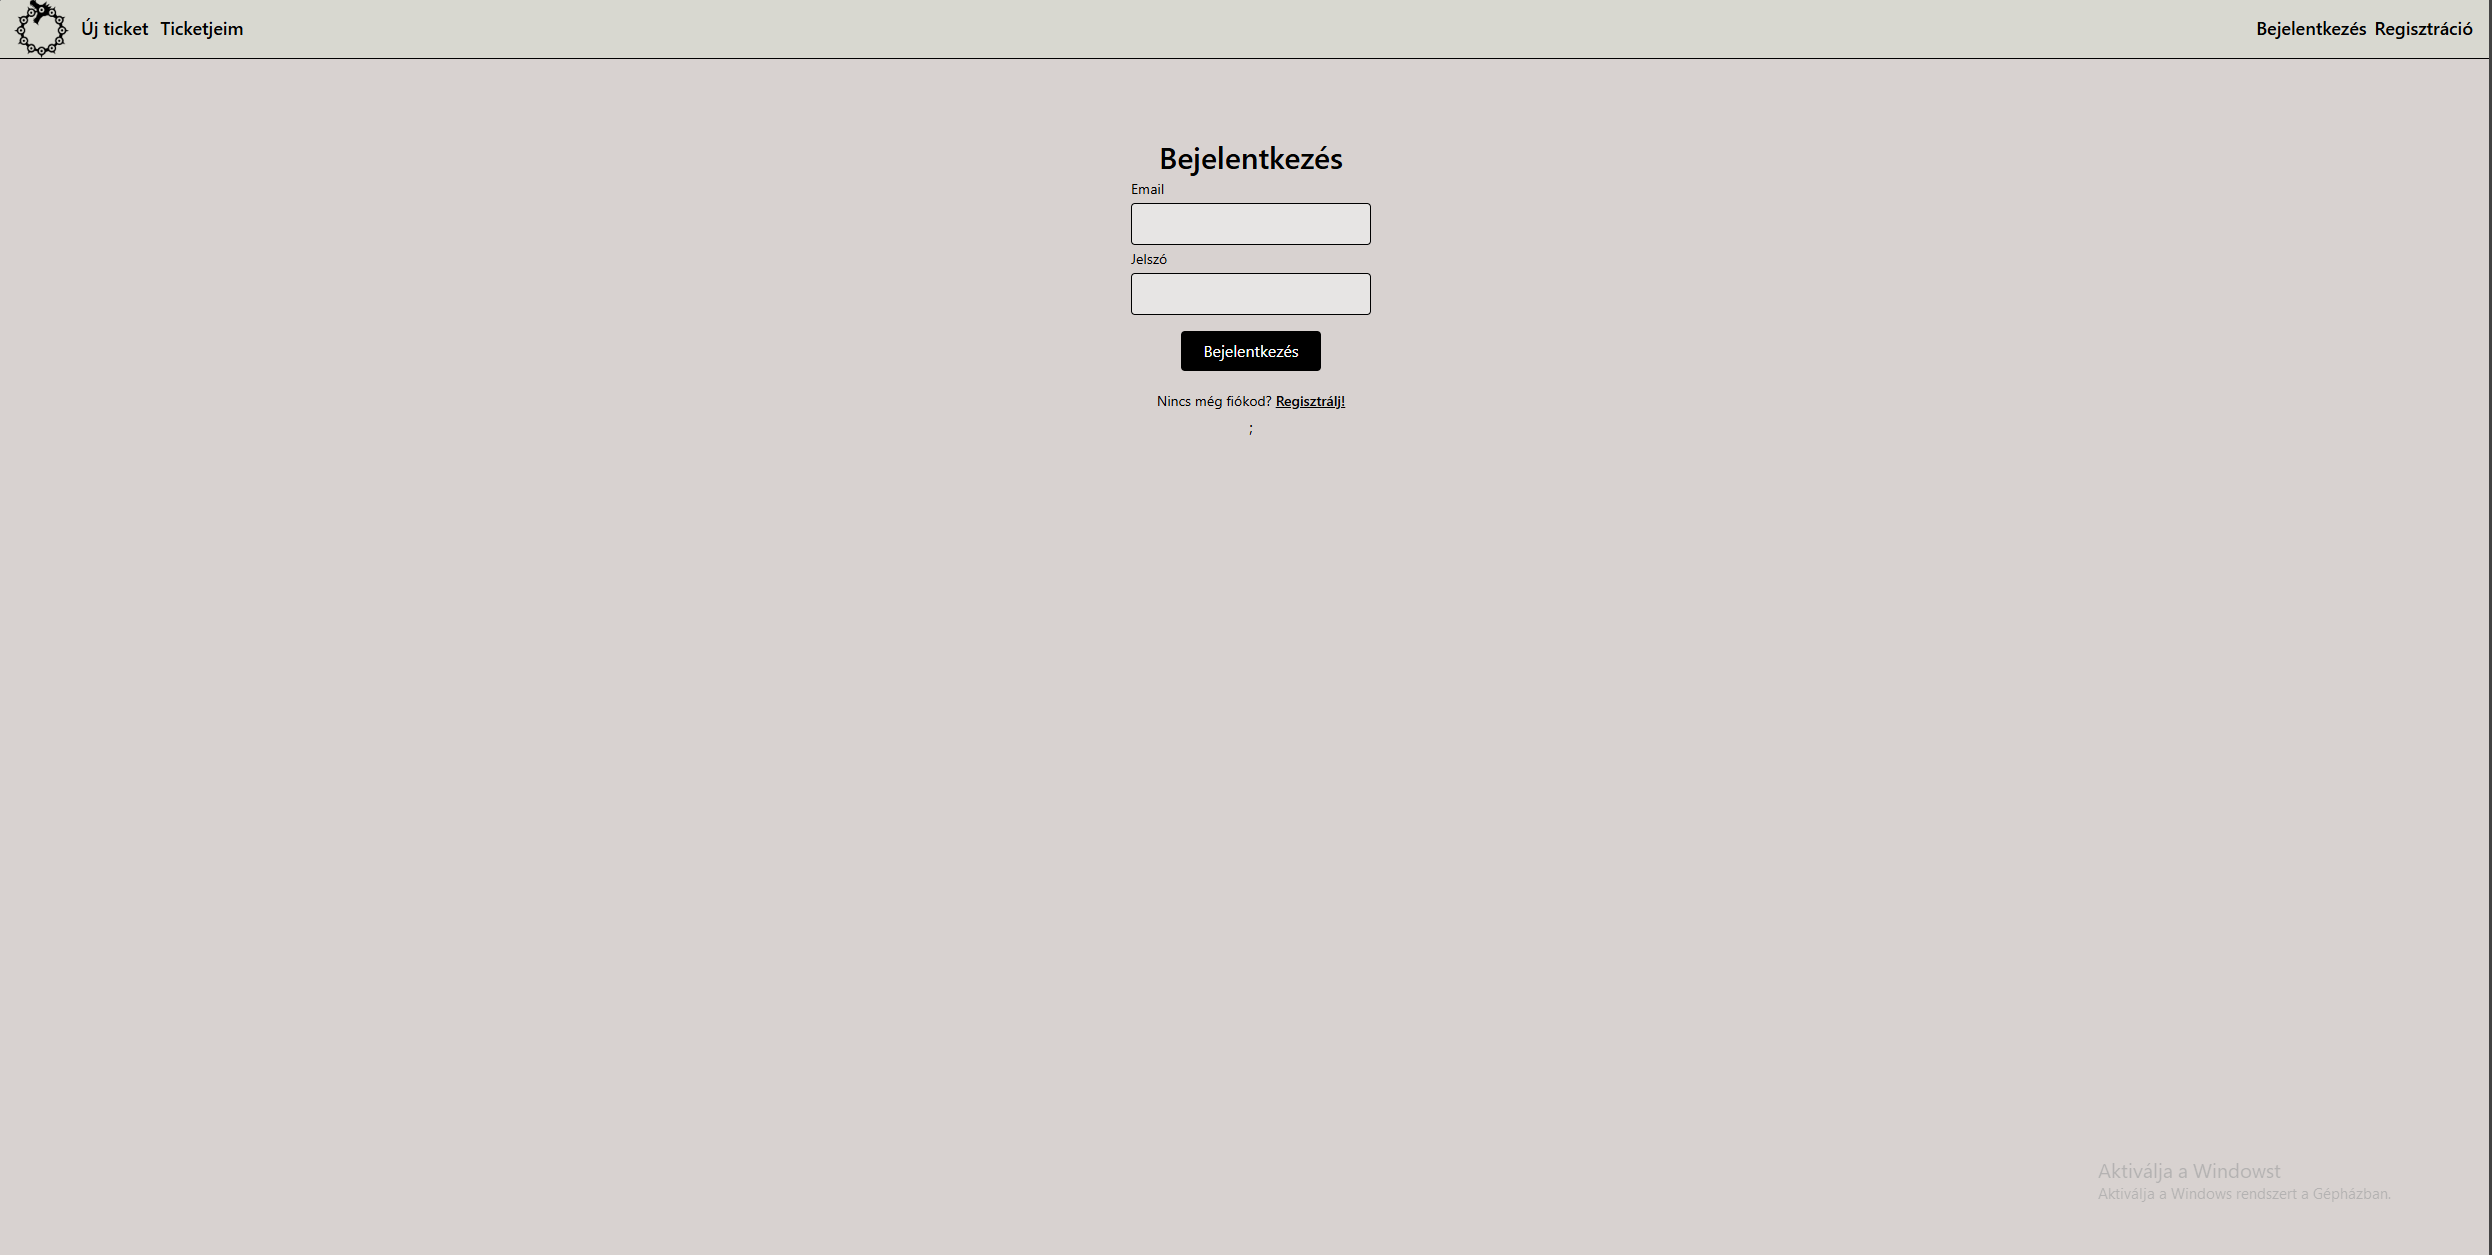 Új ticket Ticketjeim Bejelentkezés Regisztráció
Bejelentkezés
Email
Jelszó
Bejelentkezés
Nincs még fiókod? Regisztrálj!
;
Aktiválja a Windowst
Aktiválja a Windows rendszert a Gépházban.